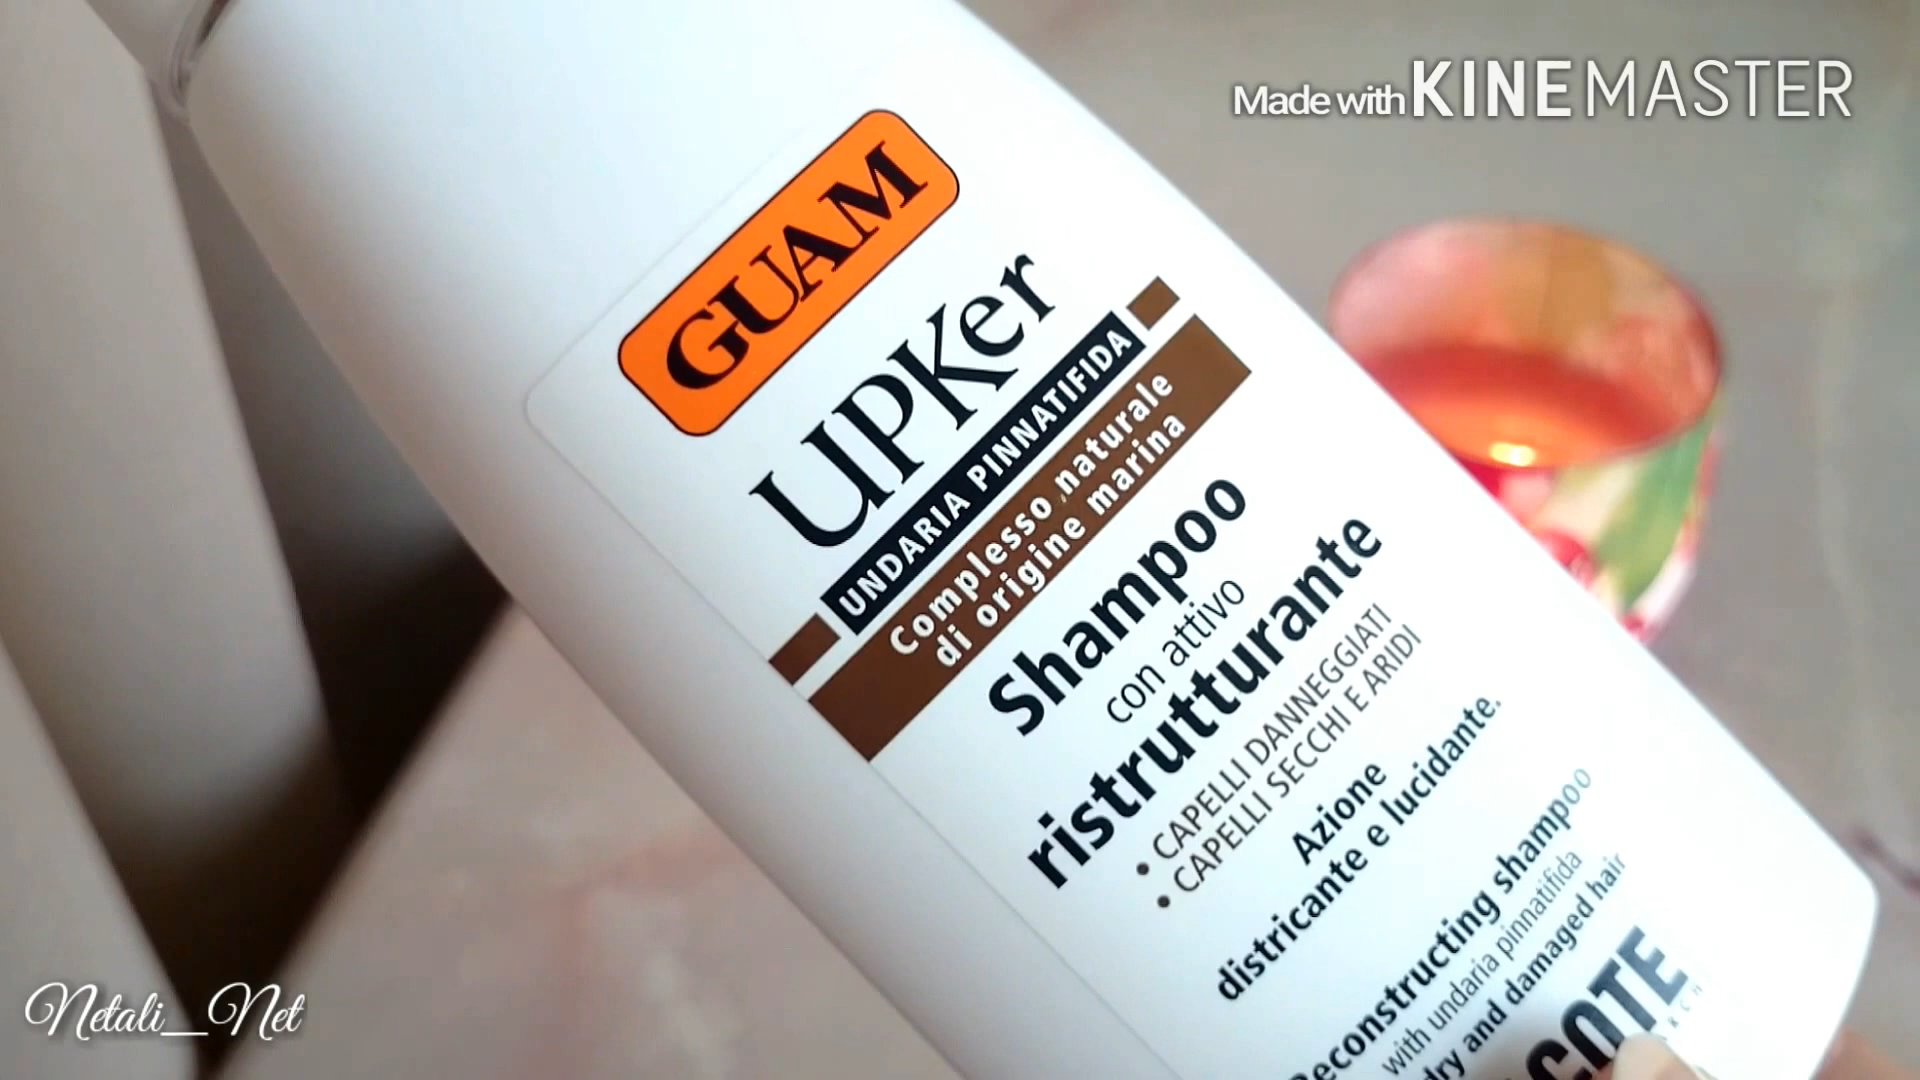 Made with KINEMASTER
GUAM
UPKer
UNDARIA PINNATIFIDA
Complesso naturale
di origine marina
Shampoo
con attivo
ristrutturante
• CAPELLI DANNEGGIATI
• CAPELLI SECCHI E ARIDI
Azione
districante e lucidante.
Reconstructing shampoo
with undaria pinnatifida
dry and damaged hair
Netali_Net